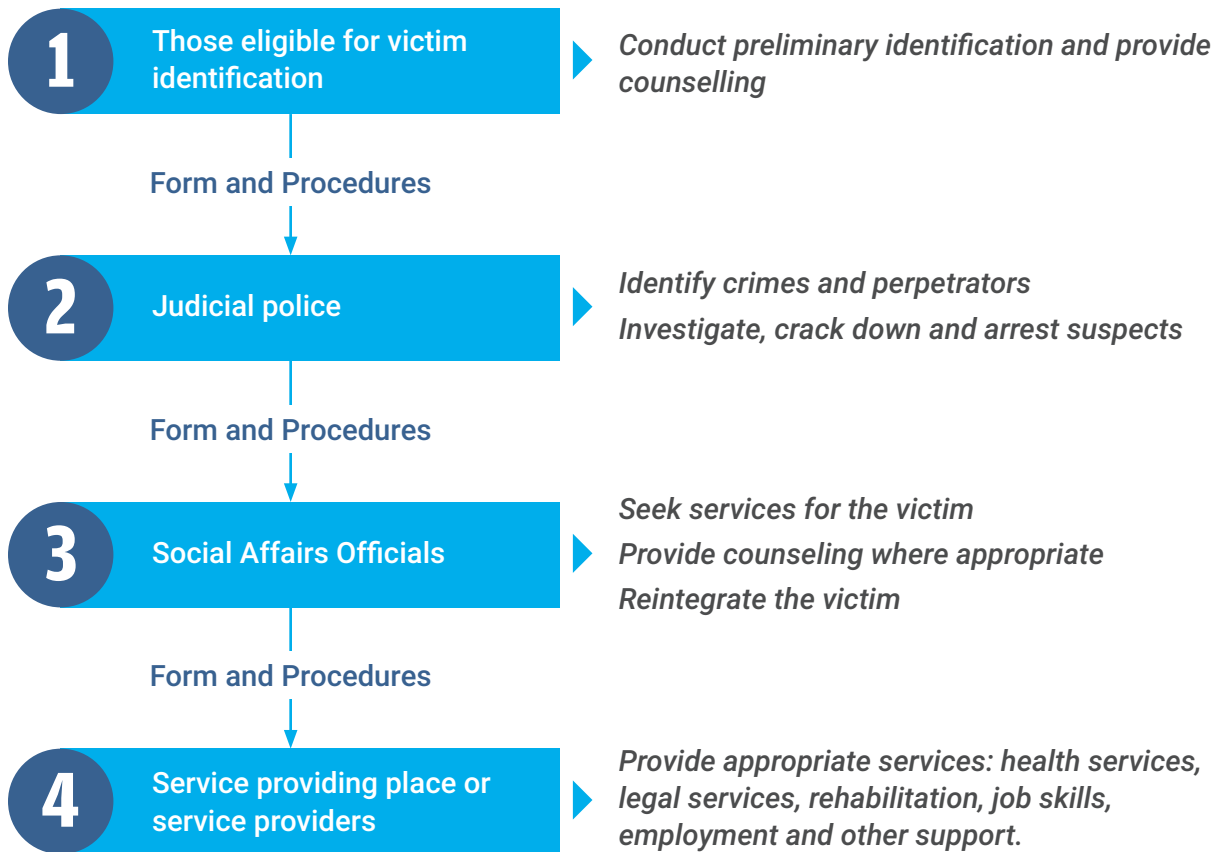 1
Those eligible for victim
identification
Conduct preliminary identification and provide
counselling
Form and Procedures
2
Judicial police
Identify crimes and perpetrators
Investigate, crack down and arrest suspects
Form and Procedures
3
Social Affairs Officials
Seek services for the victim
Provide counseling where appropriate
Reintegrate the victim
Form and Procedures
4
Service providing place or
service providers
Provide appropriate services: health services,
legal services, rehabilitation, job skills,
employment and other support.